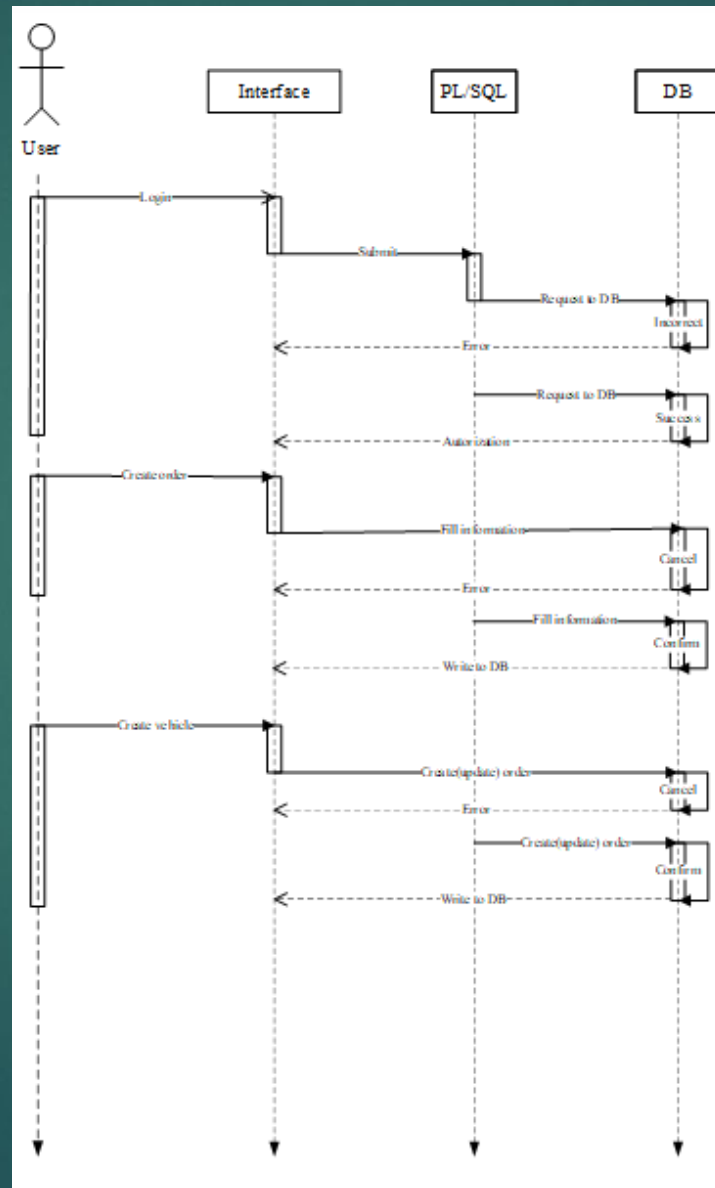 User
Interface
PL/SQL
DB
Login
Submit
Request to DB
Incorrect
Error
Request to DB
Success
Autorization
Create order
Fill information
Cancel
Error
Fill information
Confirm
Write to DB
Create vehicle
Create(update) order
Cancel
Error
Create(update) order
Confirm
Write to DB